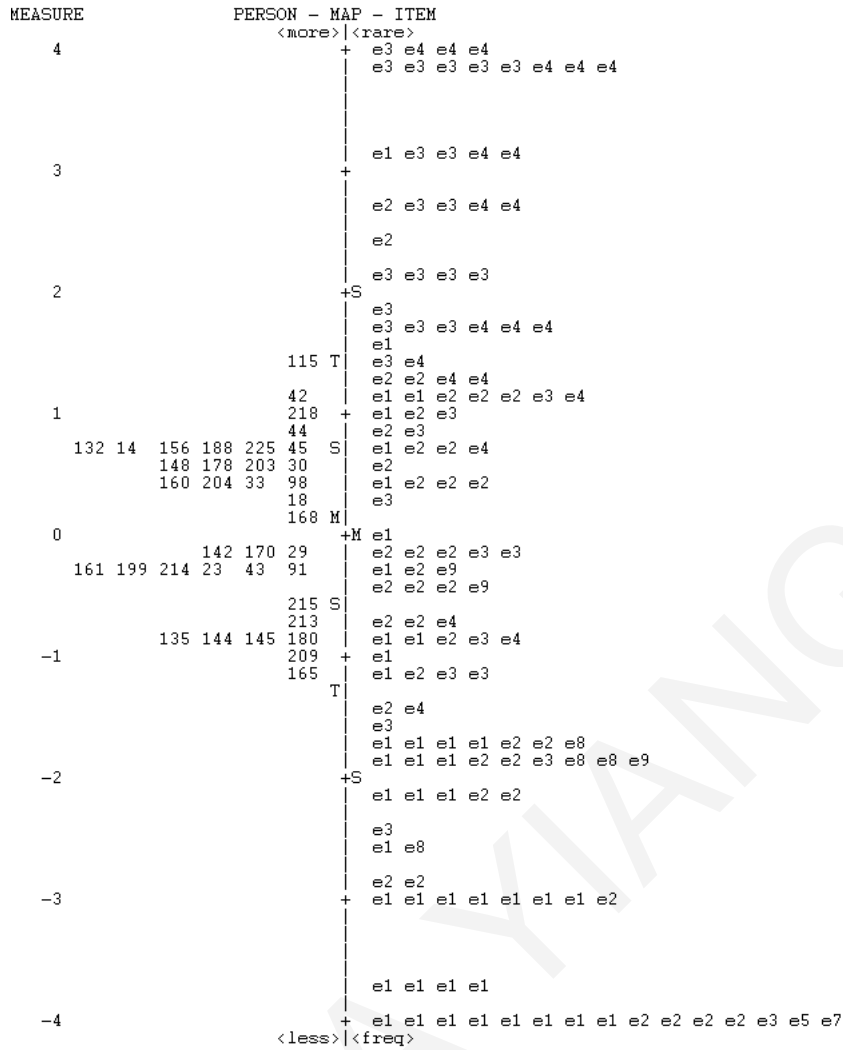 MEASURE PERSON - MAP - ITEM
<more>|<rare>
4 + e3 e4 e4 e4
| e3 e3 e3 e3 e3 e4 e4 e4
|
|
|
|
|
|
| e1 e3 e3 e4 e4
3 +
|
|
| e2 e3 e3 e4 e4
|
|
| e2
|
|
| e3 e3 e3 e3
2 +S
| e3
| e3 e3 e3 e4 e4 e4
| e1
115 T| e3 e4
| e2 e2 e4 e4
42 | e1 e1 e2 e2 e2 e3 e4
1 218 + e1 e2 e3
44 | e2 e3
132 14 156 188 225 45 S| e1 e2 e2 e4
148 178 203 30 | e2
160 204 33 98 | e1 e2 e2 e2
18 | e3
168 M|
0 +M e1
142 170 29 | e2 e2 e2 e3 e3
161 199 214 23 43 91 | e1 e2 e9
| e2 e2 e2 e9
215 S|
213 | e2 e2 e4
135 144 145 180 | e1 e1 e2 e3 e4
-1 209 + e1
165 | e1 e2 e3 e3
T|
| e2 e4
| e3
| e1 e1 e1 e1 e2 e2 e8
| e1 e1 e1 e2 e2 e3 e8 e8 e9
-2 +S
| e1 e1 e1 e2 e2
|
| e3
| e1 e8
|
| e2 e2
-3 + e1 e1 e1 e1 e1 e1 e1 e2
|
|
|
|
|
| e1 e1 e1 e1
|
|
-4 + e1 e1 e1 e1 e1 e1 e1 e1 e2 e2 e2 e2 e3 e5 e7
<less>|<freq>
YIANG